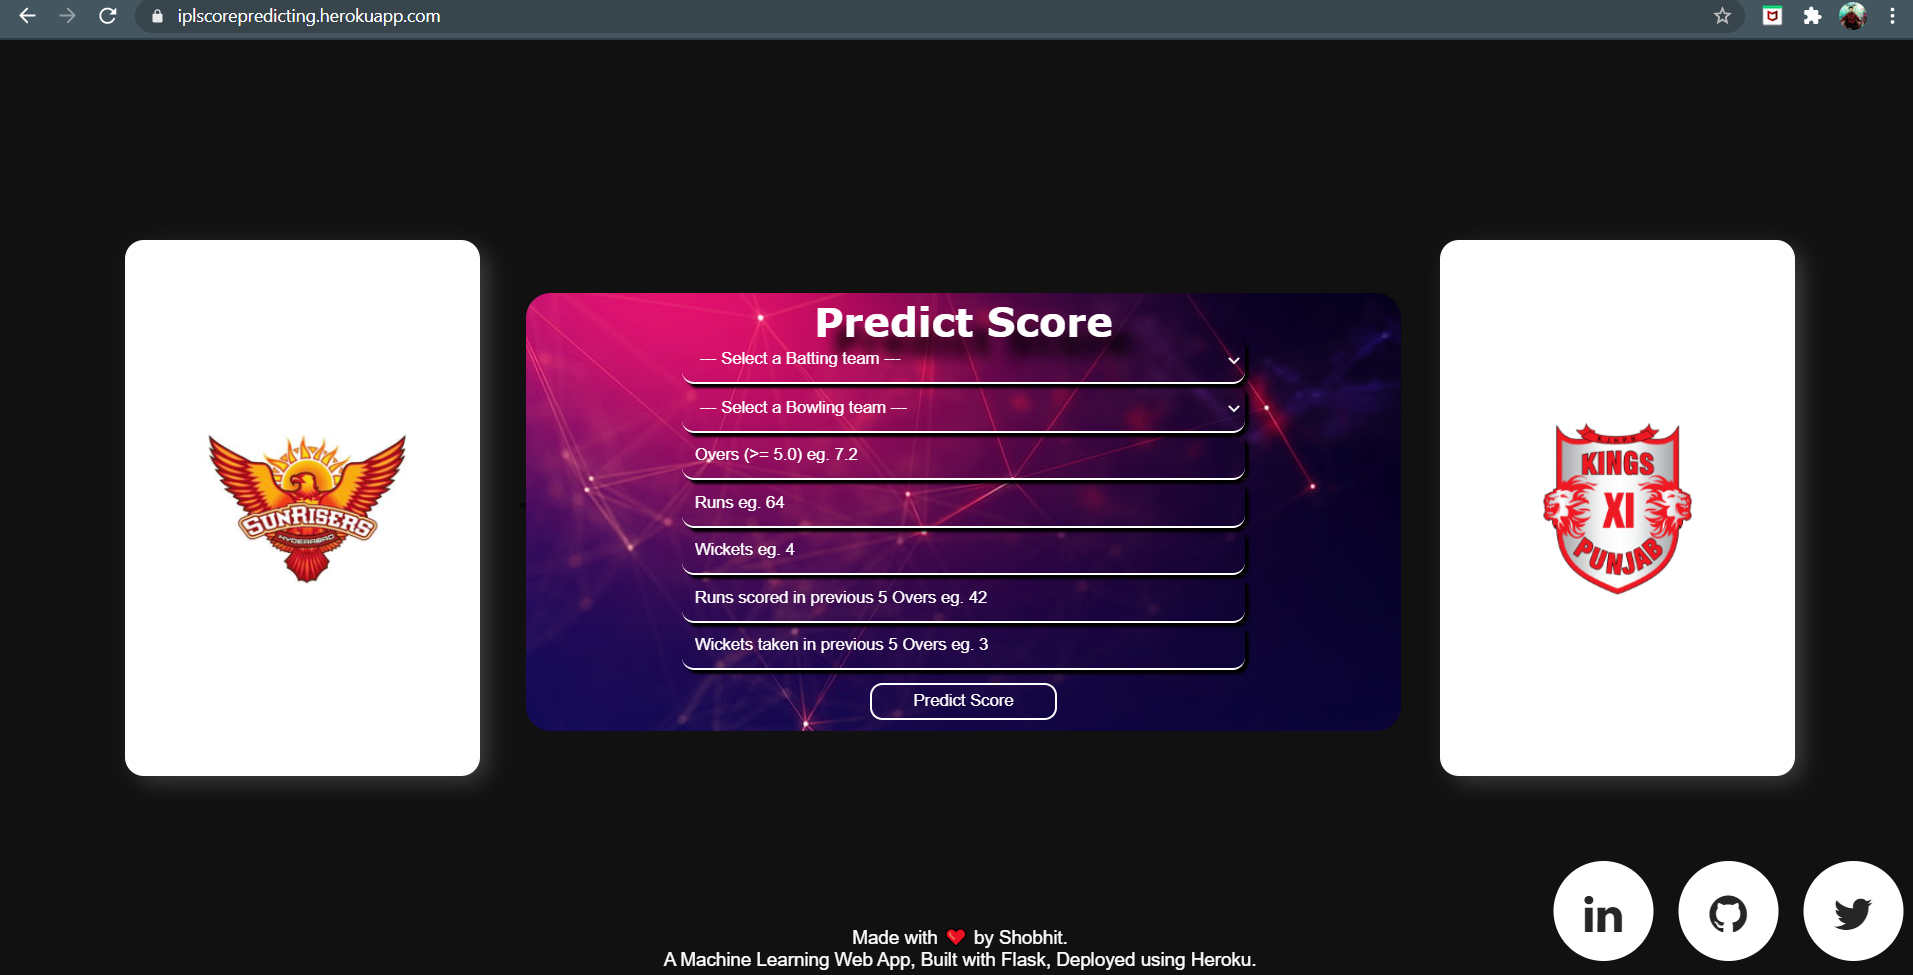 iplscorepredicting.herokuapp.com
Predict Score
--- Select a Batting team ---
--- Select a Bowling team ---
Overs (>= 5.0) eg. 7.2
Runs eg. 64
Wickets eg. 4
Runs scored in previous 5 Overs eg. 42
Wickets taken in previous 5 Overs eg. 3
Predict Score
SUNRISERS
HYDERABAD
KINGS
XI
PUNJAB
in
Made with ❤ by Shobhit.
A Machine Learning Web App, Built with Flask, Deployed using Heroku.